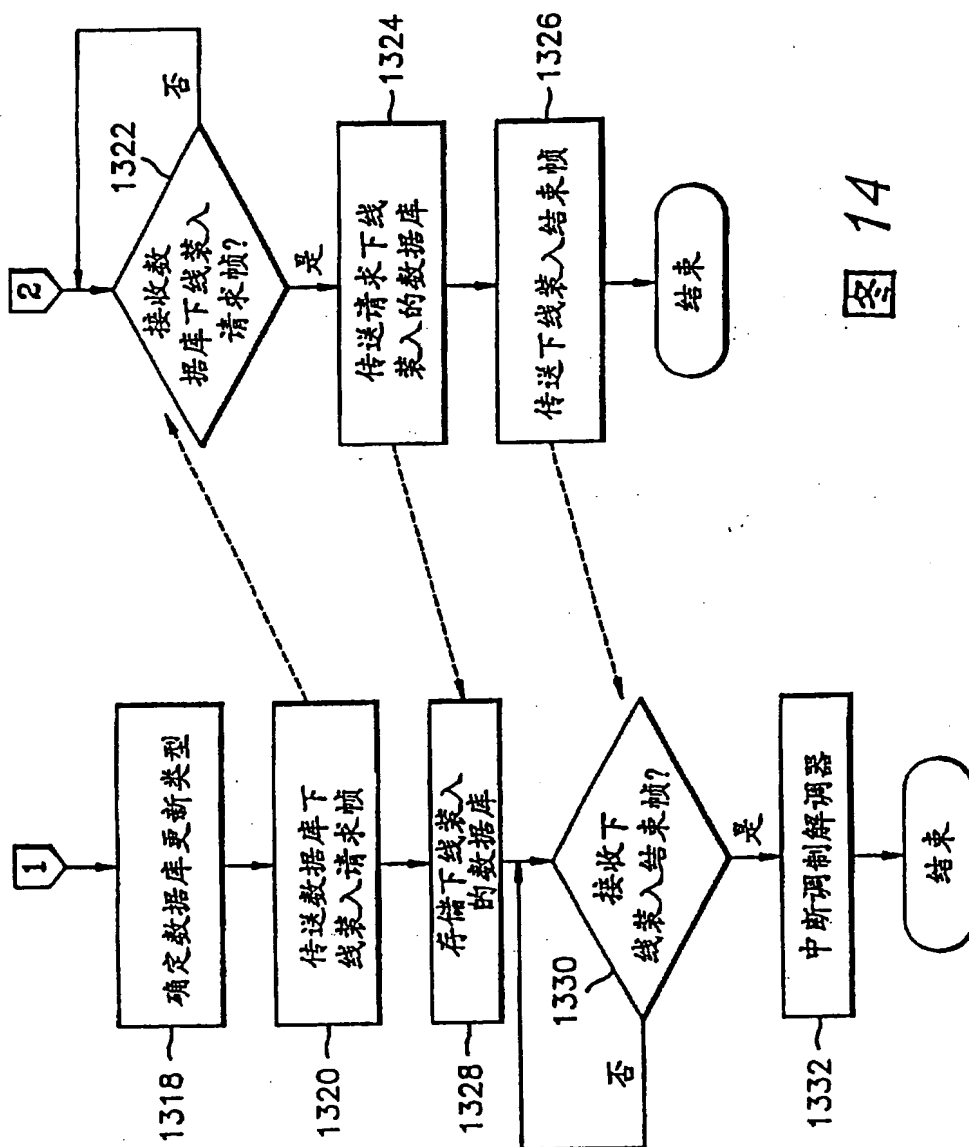 1
1318
确定数据库更新类型
1320
传送数据库下
线装入请求帧
1328
存储下线装入
的数据库
1330
接收下
线装入结束帧?
否
是
1332
中断调制解调器
结束
2
1322
接收数
据库下线装入
请求帧?
否
是
1324
传送请求下线
装入的数据库
1326
传送下线装入结束帧
结束
图 14